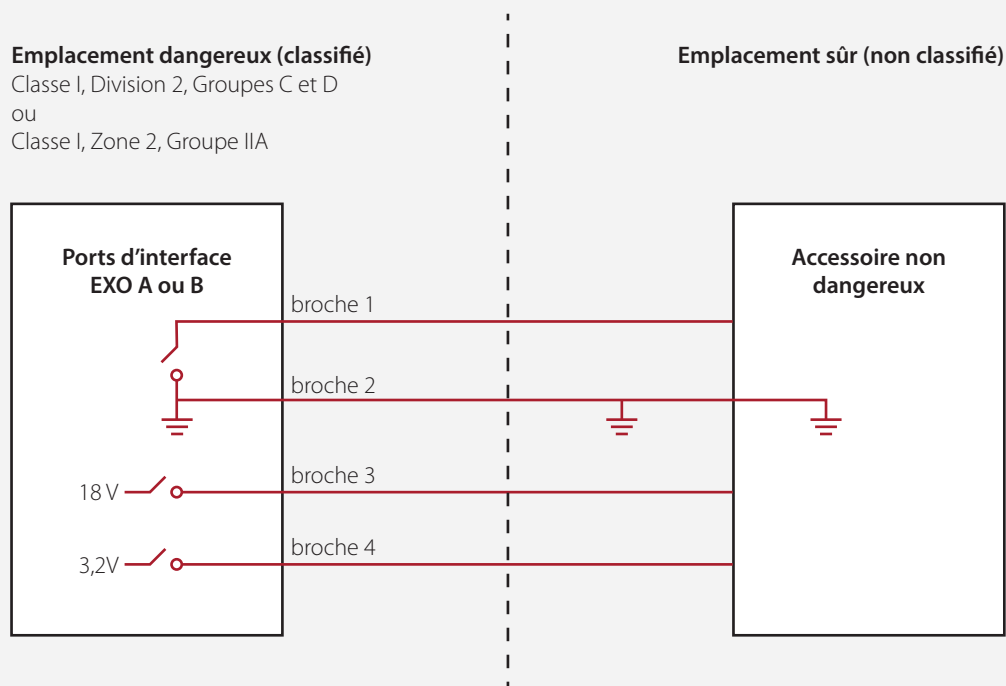 Emplacement dangereux (classifié)
Classe I, Division 2, Groupes C et D
ou
Classe I, Zone 2, Groupe IIA
Emplacement sûr (non classifié)
Ports d’interface
EXO A ou B
Accessoire non
dangereux
broche 1
broche 2
broche 3
18 V
broche 4
3,2V